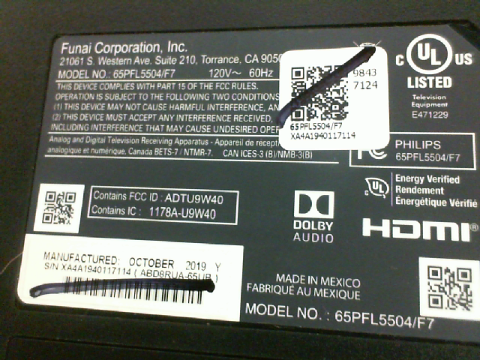 Funai Corporation, Inc.
21061 S. Western Ave. Suite 210, Torrance, CA 905
MODEL NO : 65PFL5504/F7 120V~ 60Hz
THIS DEVICE COMPLIES WITH PART 15 OF THE FCC RULES.
OPERATION IS SUBJECT TO THE FOLLOWING TWO CONDITIONS
(1) THIS DEVICE MAY NOT CAUSE HARMFUL INTERFERENCE, AN
(2) THIS DEVICE MUST ACCEPT ANY INTERFERENCE RECEIVED
INCLUDING INTERFERENCE THAT MAY CAUSE UNDESIRED OPER
Analog and Digital Television Receiving Apparatus - Appareil de récept
analogique et numérique, Canada BETS-7 / NTMR-7. CAN ICES-3 (B)/NMB-3(B)
9843
7124
65PFL5504/F7
XA4A1940117114
C UL US
LISTED
Television
Equipment
E471229
FC PHILIPS
65PFL5504/F7
Contains FCC ID : ADTU9W40
Contains IC : 1178A-U9W40
DOLBY
AUDIO
UL
Energy Verified
Rendement
Énergétique Vérifié
HDMI
MANUFACTURED: OCTOBER 2019 Y
S/N XA4A1940117114 ( ABD8RUA-65UB )
MADE IN MEXICO
FABRIQUÉ AU MEXIQUE
MODEL NO. : 65PFL5504/F7